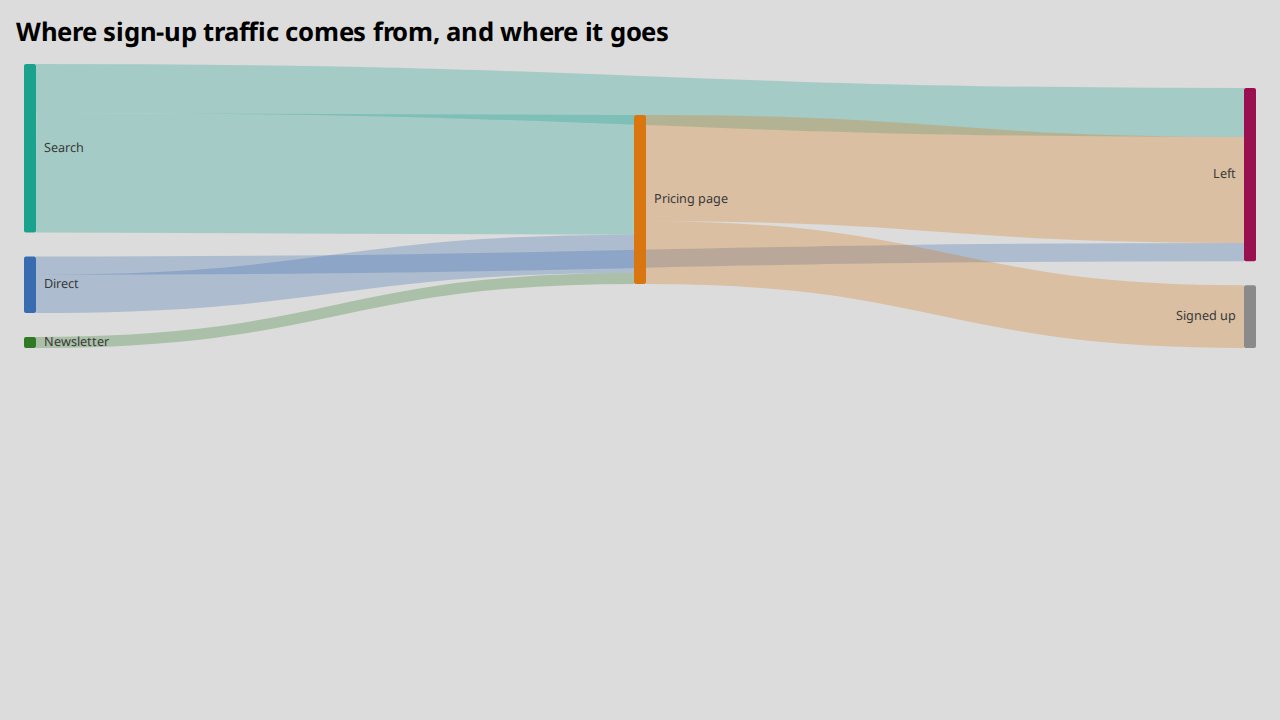 Where sign-up traffic comes from, and where it goes
Search
Direct
Newsletter
Pricing page
Left
Signed up